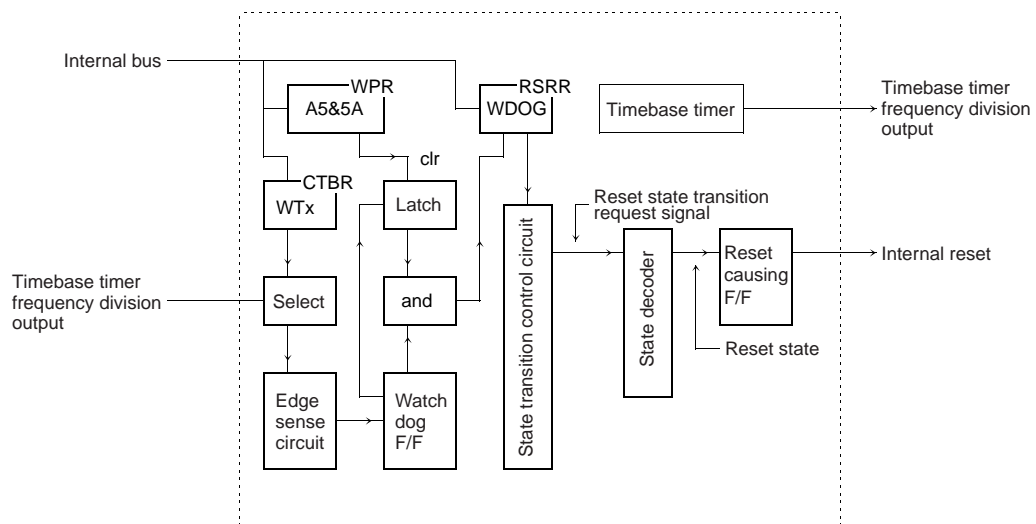 Internal bus
WPR
A5&5A
RSRR
WDOG
Timebase timer
Timebase timer
frequency division
output
clr
CTBR
WTx
Latch
Reset state transition
request signal
Timebase timer
frequency division
output
Select
and
State transition control circuit
State decoder
Reset
causing
F/F
Internal reset
Reset state
Edge
sense
circuit
Watch
dog
F/F